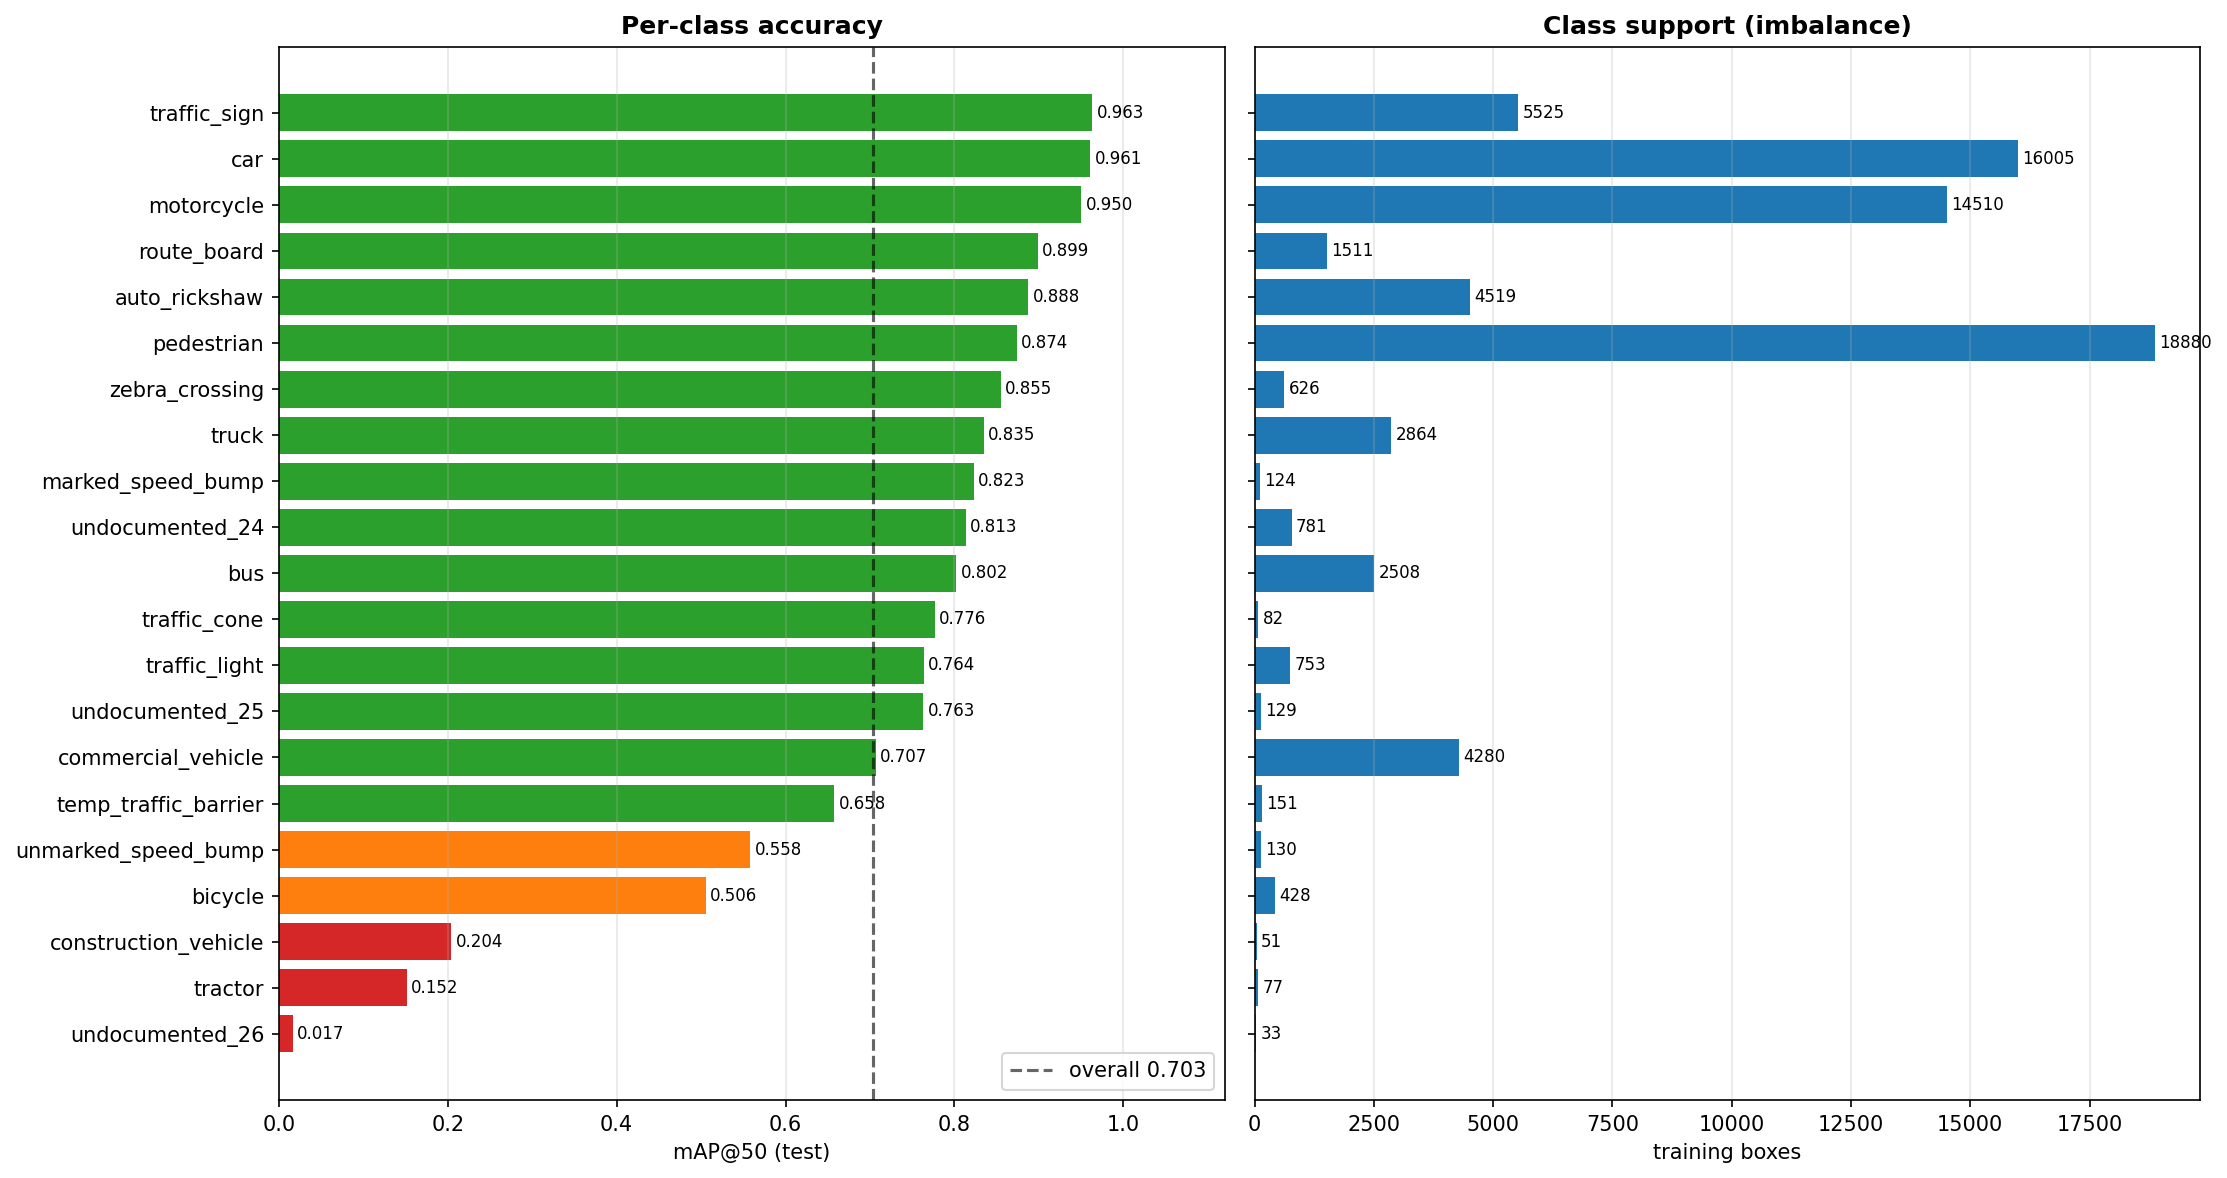 Per-class accuracy
traffic_sign
car
motorcycle
route_board
auto_rickshaw
pedestrian
zebra_crossing
truck
marked_speed_bump
undocumented_24
bus
traffic_cone
traffic_light
undocumented_25
commercial_vehicle
temp_traffic_barrier
unmarked_speed_bump
bicycle
construction_vehicle
tractor
undocumented_26
0.963
0.961
0.950
0.899
0.888
0.874
0.855
0.835
0.823
0.813
0.802
0.776
0.764
0.763
0.707
0.658
0.558
0.506
0.204
0.152
0.017
overall 0.703
0.0 0.2 0.4 0.6 0.8 1.0
mAP@50 (test)
Class support (imbalance)
5525
16005
14510
1511
4519
18880
626
2864
124
781
2508
82
753
129
4280
151
130
428
51
77
33
0 2500 5000 7500 10000 12500 15000 17500
training boxes